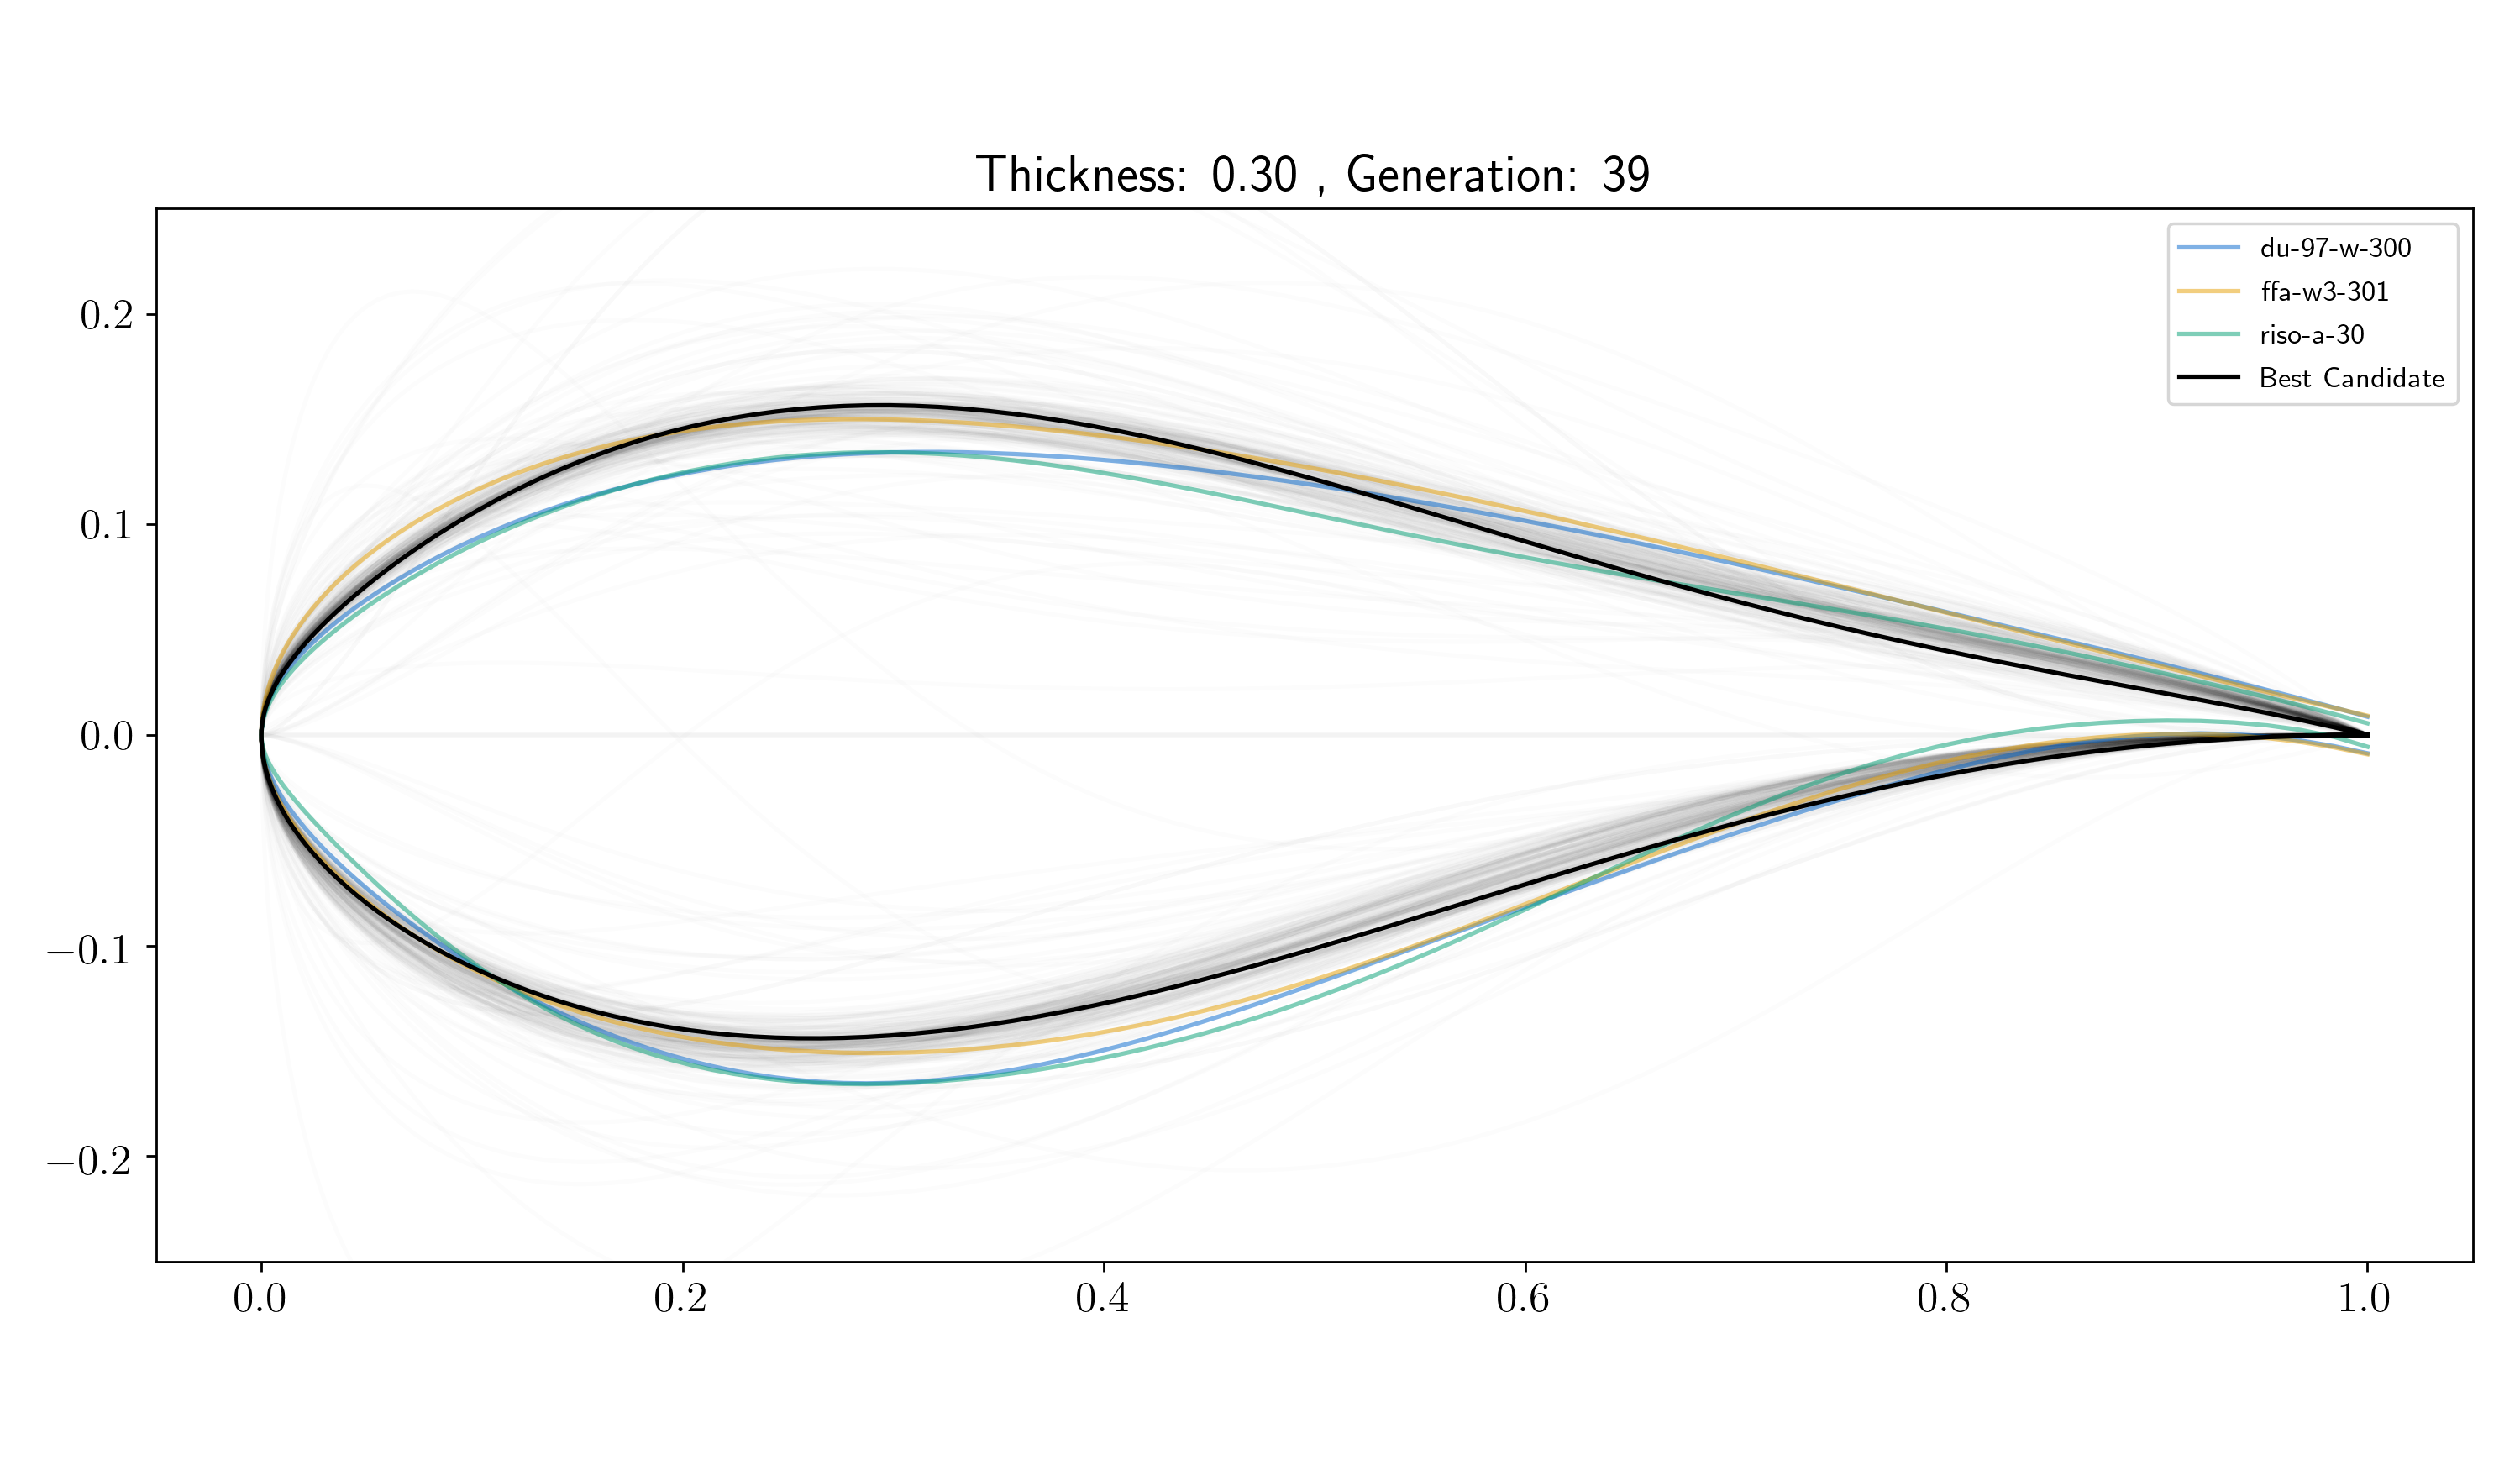 Thickness: 0.30 , Generation: 39
du-97-w-300
ffa-w3-301
riso-a-30
Best Candidate
0.2
0.1
0.0
−0.1
−0.2
0.0 0.2 0.4 0.6 0.8 1.0